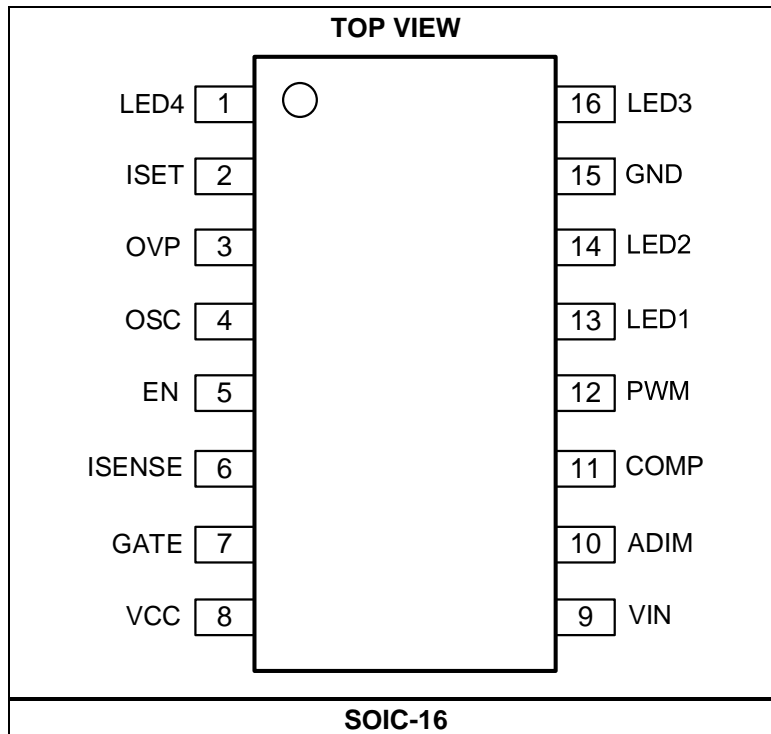 TOP VIEW
LED4 1 16 LED3
ISET 2 15 GND
OVP 3 14 LED2
OSC 4 13 LED1
EN 5 12 PWM
ISENSE 6 11 COMP
GATE 7 10 ADIM
VCC 8 9 VIN
SOIC-16